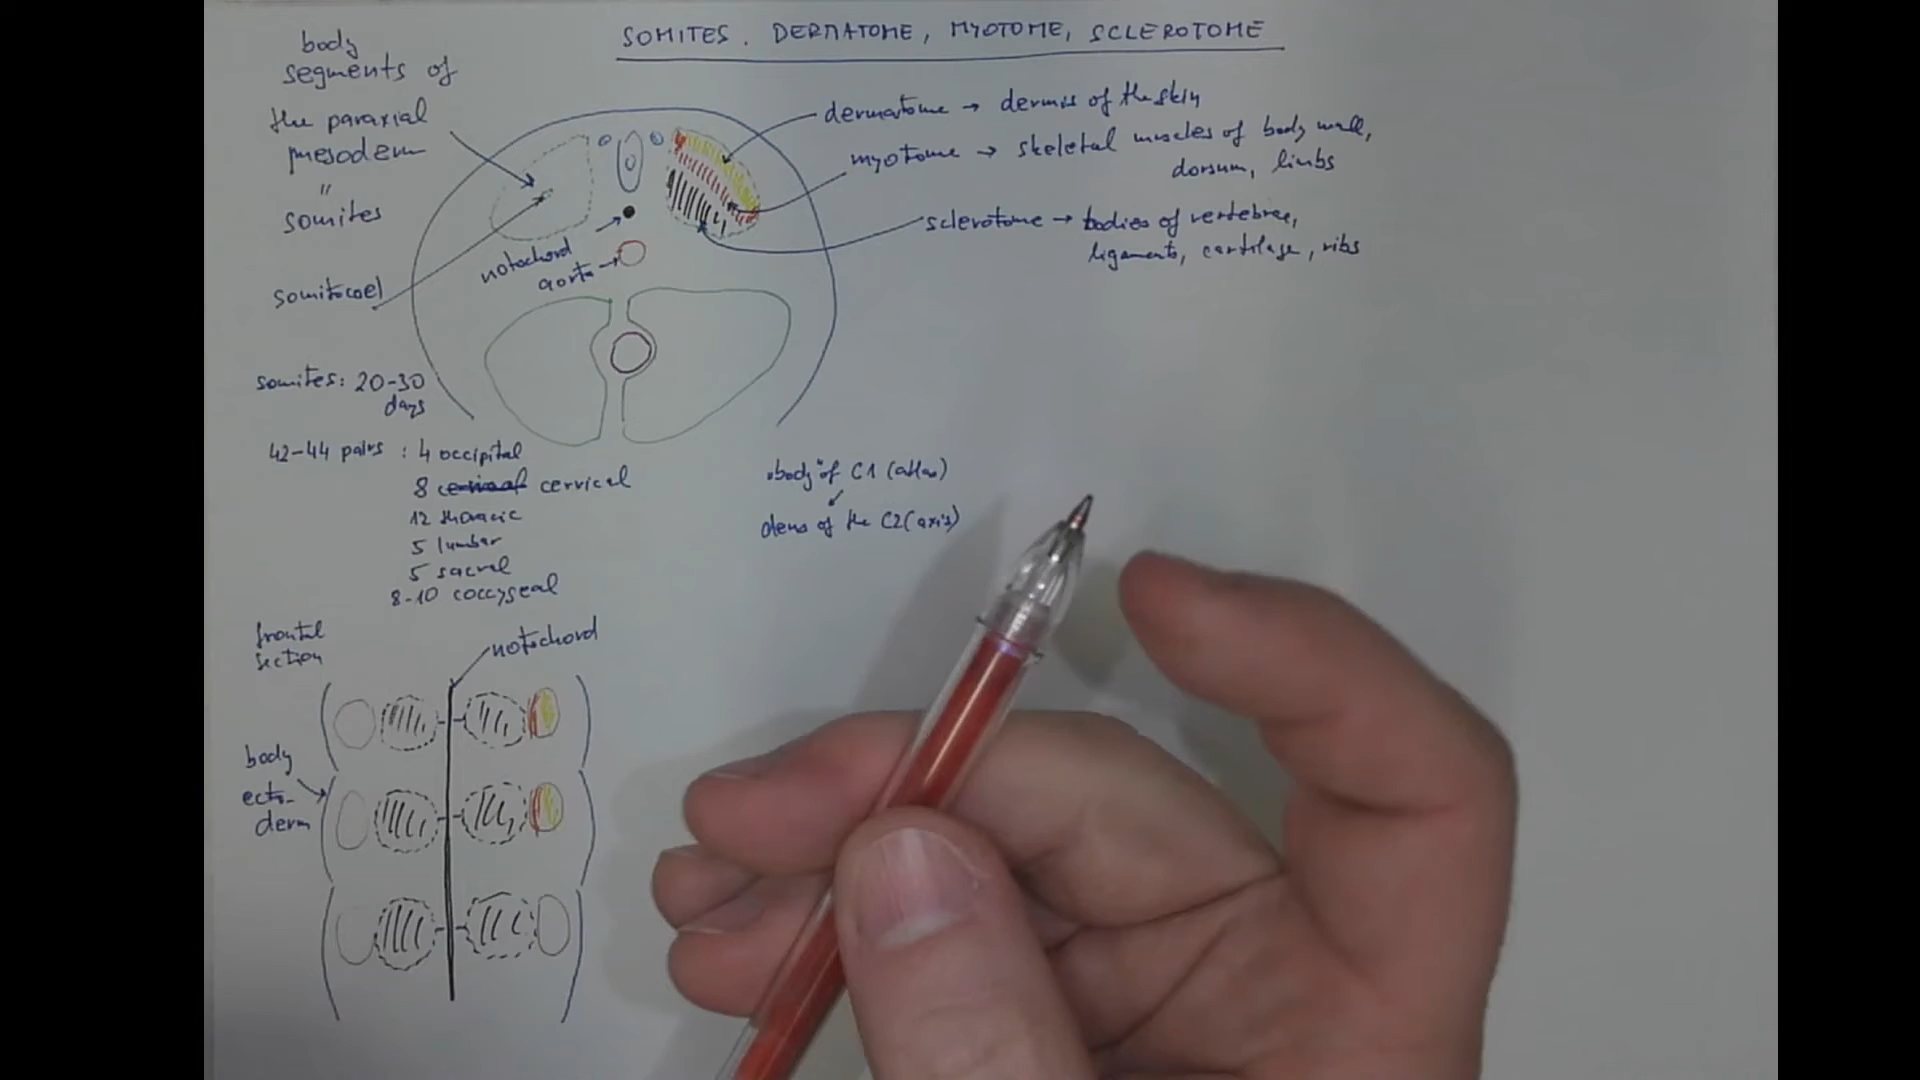 SOMITES. DERMATOME, MYOTOME, SCLEROTOME
body
segments of
the paraxial
mesoderm
"
somites
somitocoel
dermatome → dermis of the skin
myotome → skeletal muscles of body wall,
dorsum, limbs
sclerotome → bodies of vertebree,
ligaments, cartilage, ribs
notochord
aorta →
somites: 20-30
days
42-44 pairs : 4 occipital
8 cervical
12 thoracic
5 lumbar
5 sacral
8-10 coccygeal
"body" of C1 (atlas)
dens of the C2 (axis)
frontal
section
notochord
body
ecto-
derm